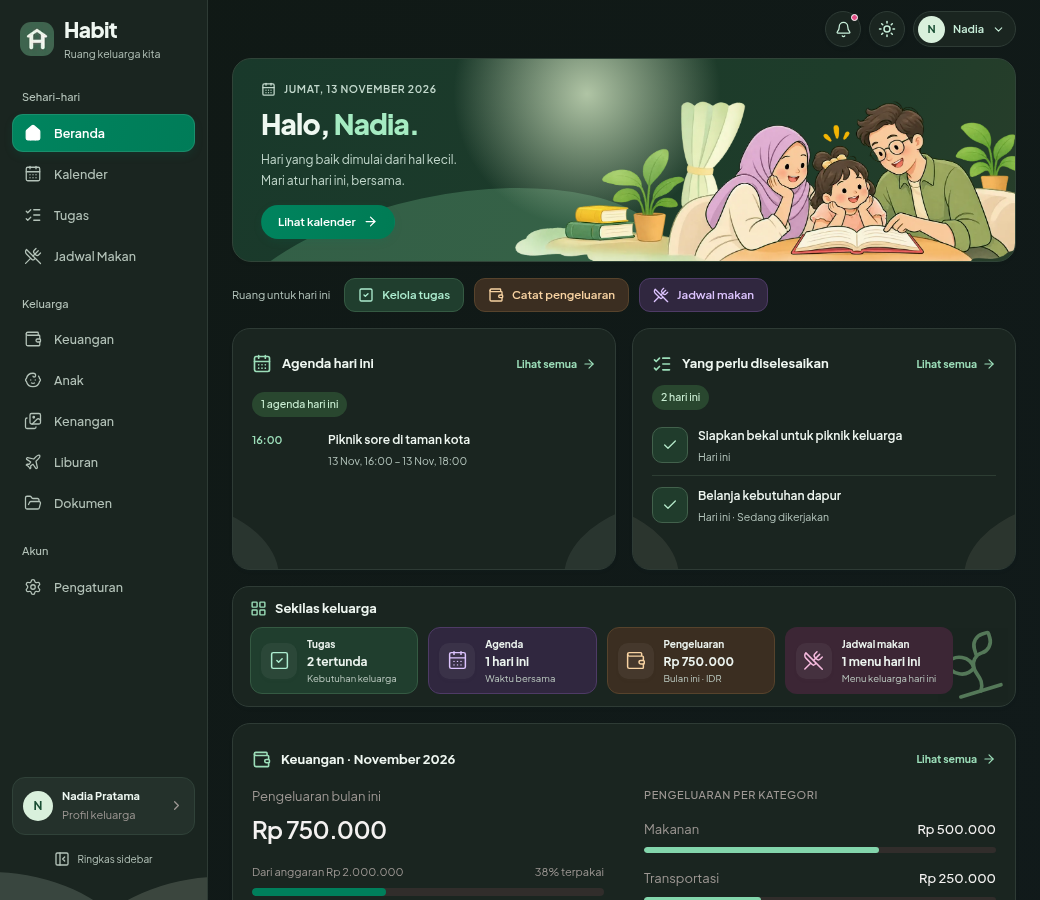 Habit
Ruang keluarga kita
Sehari-hari
Beranda
Kalender
Tugas
Jadwal Makan
Keluarga
Keuangan
Anak
Kenangan
Liburan
Dokumen
Akun
Pengaturan
N
Nadia Pratama
Profil keluarga
Ringkas sidebar
N
Nadia
JUMAT, 13 NOVEMBER 2026
Halo, Nadia.
Hari yang baik dimulai dari hal kecil.
Mari atur hari ini, bersama.
Lihat kalender
Ruang untuk hari ini
Kelola tugas
Catat pengeluaran
Jadwal makan
Agenda hari ini
Lihat semua
1 agenda hari ini
16:00
Piknik sore di taman kota
13 Nov, 16:00 – 13 Nov, 18:00
Yang perlu diselesaikan
Lihat semua
2 hari ini
Siapkan bekal untuk piknik keluarga
Hari ini
Belanja kebutuhan dapur
Hari ini · Sedang dikerjakan
Sekilas keluarga
Tugas
2 tertunda
Kebutuhan keluarga
Agenda
1 hari ini
Waktu bersama
Pengeluaran
Rp 750.000
Bulan ini · IDR
Jadwal makan
1 menu hari ini
Menu keluarga hari ini
Keuangan · November 2026
Lihat semua
Pengeluaran bulan ini
Rp 750.000
Dari anggaran Rp 2.000.000
38% terpakai
PENGELUARAN PER KATEGORI
Makanan
Rp 500.000
Transportasi
Rp 250.000